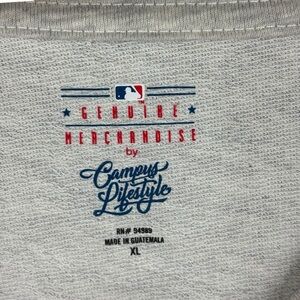 GENUINE
MERCHANDISE
by
Campus
Lifestyle
RN# 94989
MADE IN GUATEMALA
XL